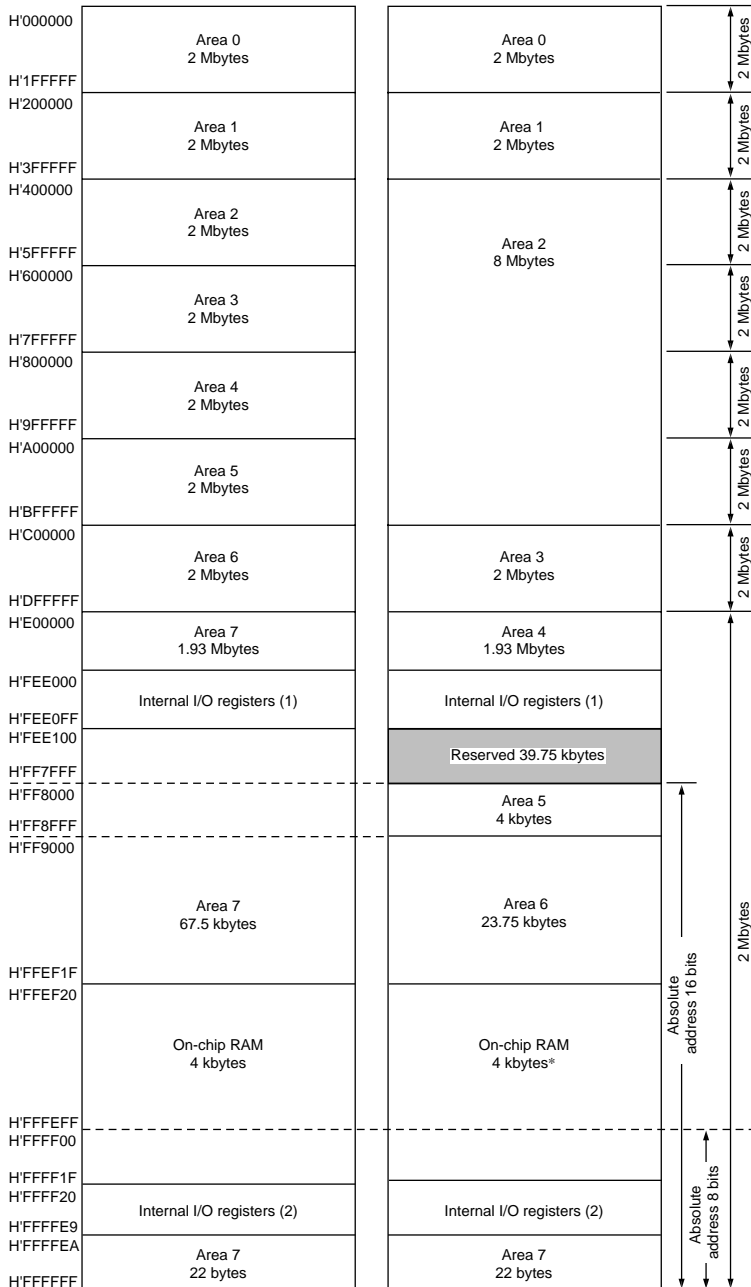 H'000000
Area 0
2 Mbytes
Area 0
2 Mbytes
2 Mbytes
H'1FFFFF
H'200000
Area 1
2 Mbytes
Area 1
2 Mbytes
2 Mbytes
H'3FFFFF
H'400000
Area 2
2 Mbytes
Area 2
8 Mbytes
2 Mbytes
H'5FFFFF
H'600000
Area 3
2 Mbytes
2 Mbytes
H'7FFFFF
H'800000
Area 4
2 Mbytes
2 Mbytes
H'9FFFFF
H'A00000
Area 5
2 Mbytes
2 Mbytes
H'BFFFFF
H'C00000
Area 6
2 Mbytes
Area 3
2 Mbytes
2 Mbytes
H'DFFFFF
H'E00000
Area 7
1.93 Mbytes
Area 4
1.93 Mbytes
H'FEE000
Internal I/O registers (1)
Internal I/O registers (1)
H'FEE0FF
H'FEE100
Reserved 39.75 kbytes
H'FF7FFF
H'FF8000
Area 5
4 kbytes
H'FF8FFF
H'FF9000
Area 7
67.5 kbytes
Area 6
23.75 kbytes
2 Mbytes
H'FFEF1F
H'FFEF20
Absolute
address 16 bits
On-chip RAM
4 kbytes
On-chip RAM
4 kbytes*
H'FFFEFF
H'FFFF00
H'FFFF1F
H'FFFF20
Internal I/O registers (2)
Internal I/O registers (2)
Absolute
address 8 bits
H'FFFFE9
H'FFFFEA
Area 7
22 bytes
Area 7
22 bytes
H'FFFFFF